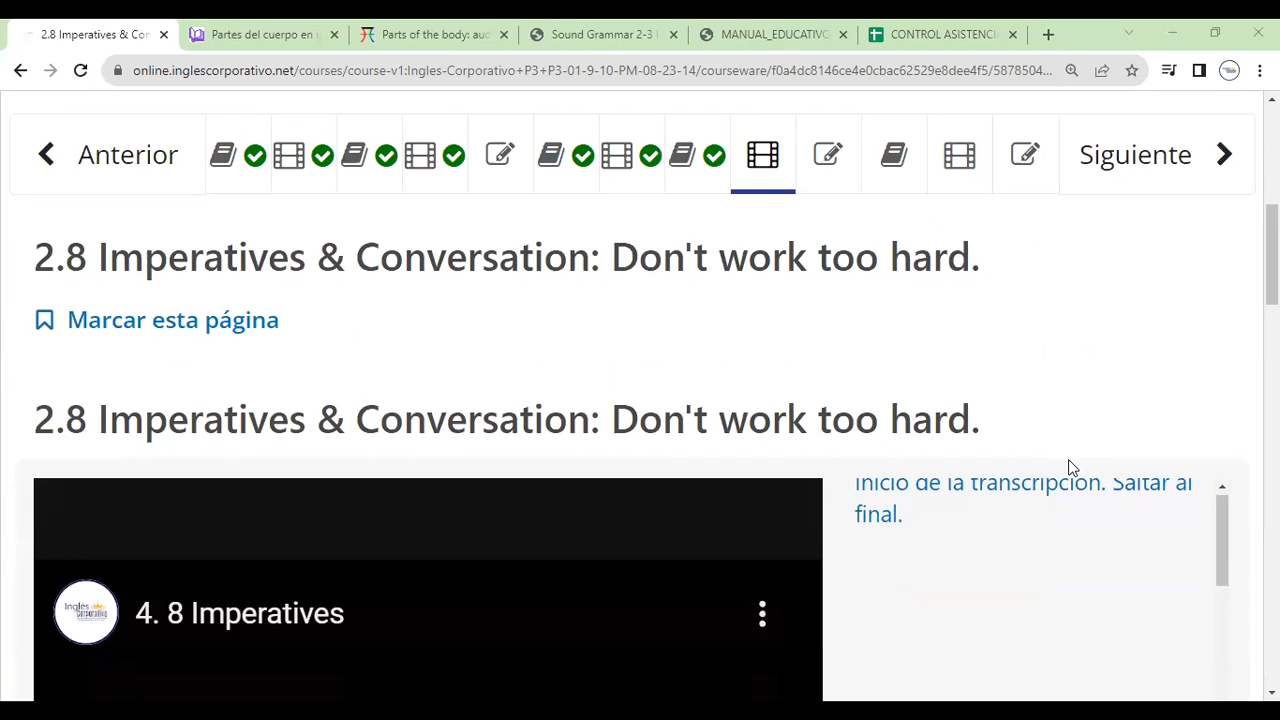 2.8 Imperatives & Cor
Partes del cuerpo en u
Parts of the body: aud
Sound Grammar 2-3
MANUAL_EDUCATIVO
CONTROL ASISTENCI
online.inglescorporativo.net/courses/course-v1:Ingles-Corporativo+P3+P3-01-9-10-PM-08-23-14/courseware/f0a4dc8146ce4e0cbac62529e8dee4f5/5878504...
Anterior
Siguiente
2.8 Imperatives & Conversation: Don't work too hard.
Marcar esta página
2.8 Imperatives & Conversation: Don't work too hard.
Inicio de la transcripción. Saltar al
final.
Inglés
Corporativo
4. 8 Imperatives